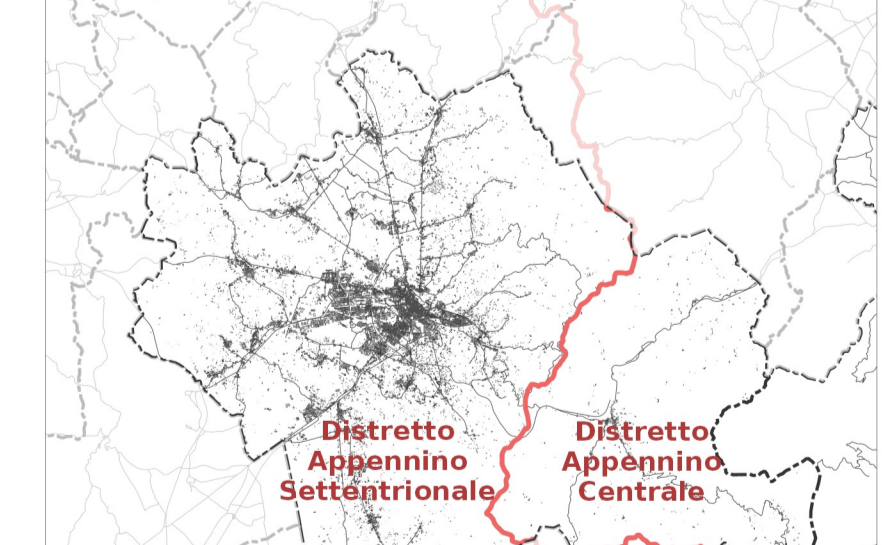 Distretto
Appennino
Settentrionale
Distretto
Appennino
Centrale